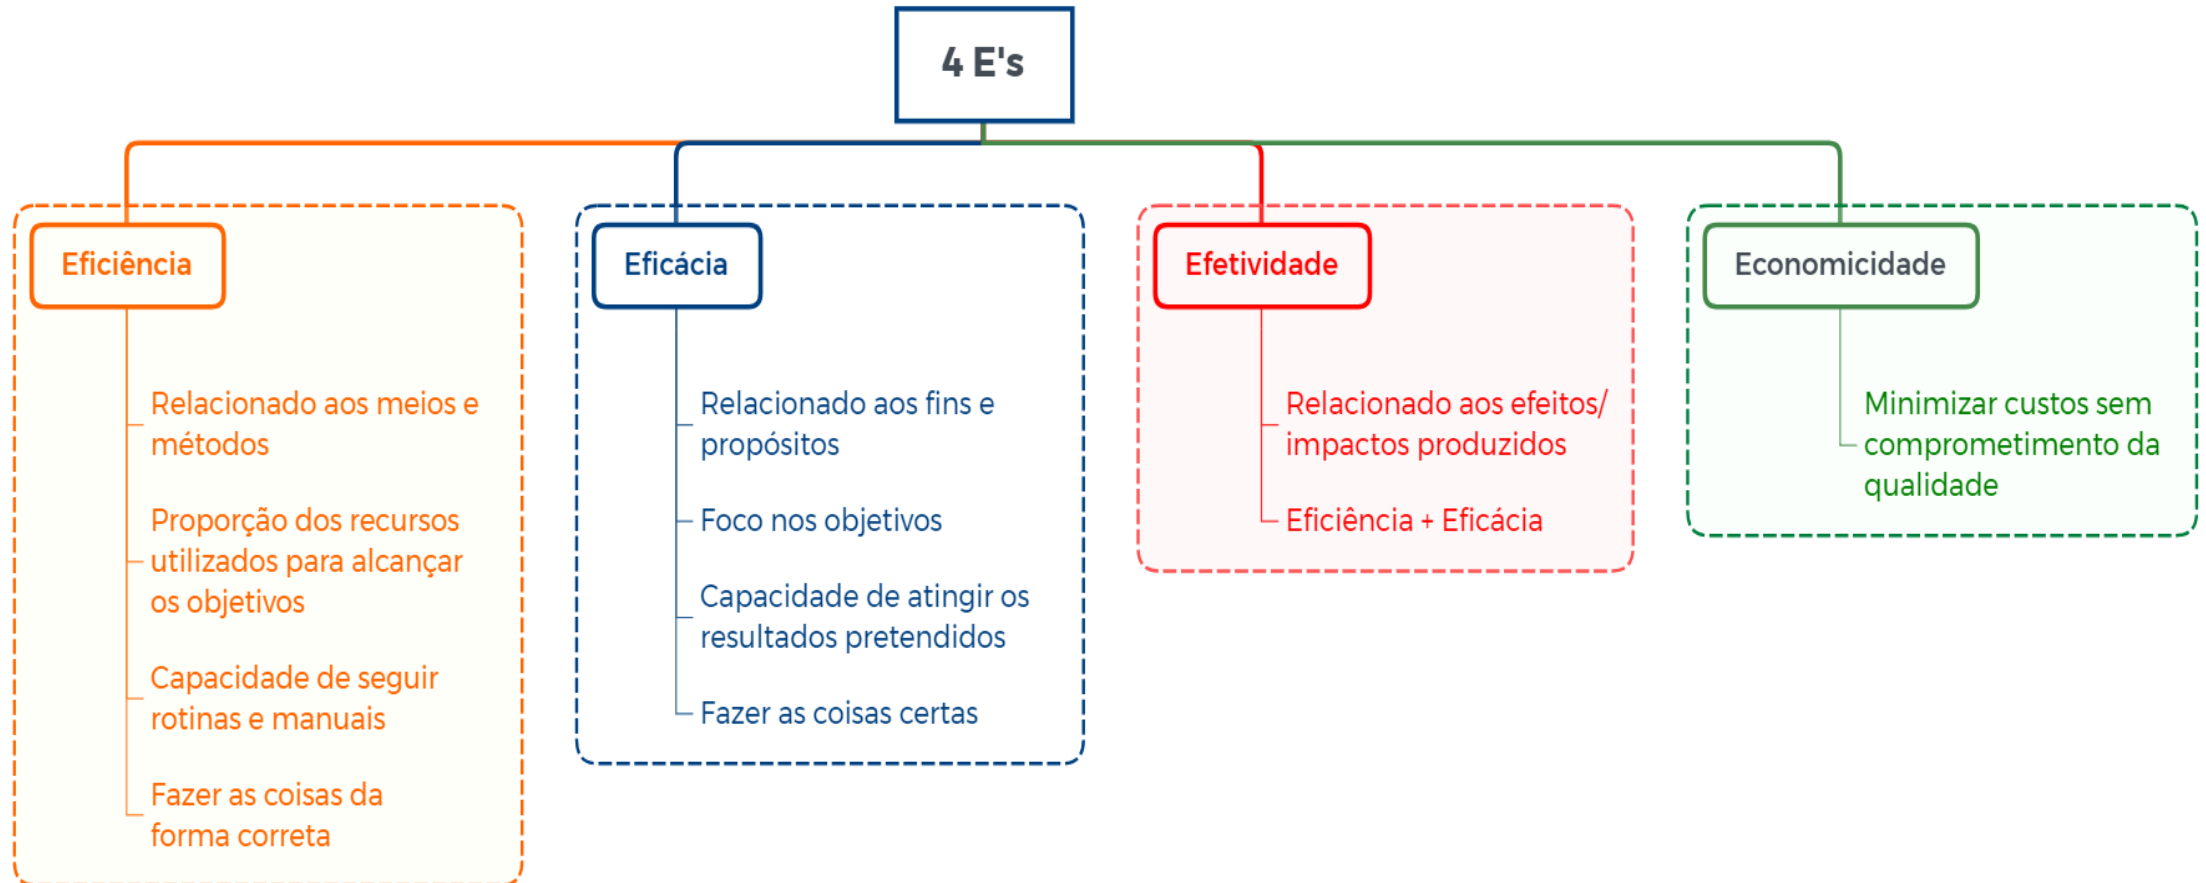 4 E's
Eficiência
Relacionado aos meios e
métodos
Proporção dos recursos
utilizados para alcançar
os objetivos
Capacidade de seguir
rotinas e manuais
Fazer as coisas da
forma correta
Eficácia
Relacionado aos fins e
propósitos
Foco nos objetivos
Capacidade de atingir os
resultados pretendidos
Fazer as coisas certas
Efetividade
Relacionado aos efeitos/
impactos produzidos
Eficiência + Eficácia
Economicidade
Minimizar custos sem
comprometimento da
qualidade